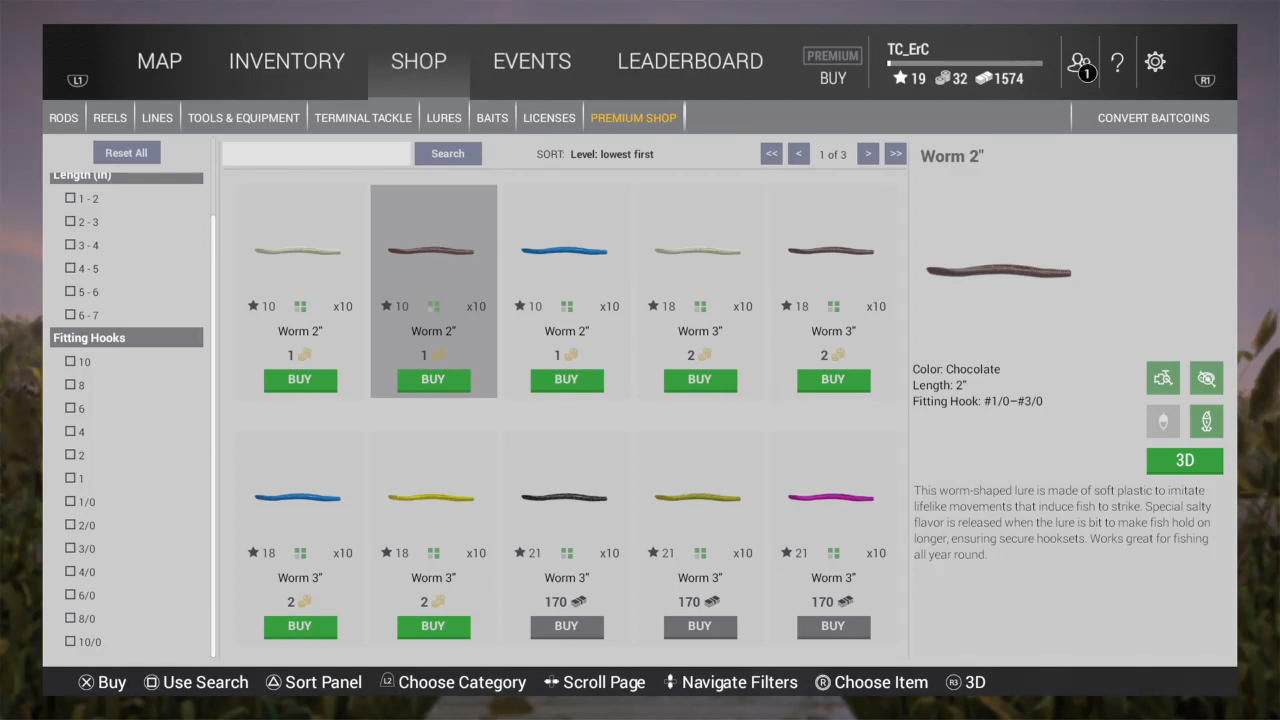 MAP INVENTORY SHOP EVENTS LEADERBOARD
PREMIUM
BUY
TC_ErC
19 32 1574
1
L1
R1
RODS REELS LINES TOOLS & EQUIPMENT TERMINAL TACKLE LURES BAITS LICENSES PREMIUM SHOP CONVERT BAITCOINS
Reset All
Length (in)
1 - 2
2 - 3
3 - 4
4 - 5
5 - 6
6 - 7
Fitting Hooks
10
8
6
4
2
1
1/0
2/0
3/0
4/0
6/0
8/0
10/0
Search SORT: Level: lowest first << < 1 of 3 > >>
10 x10 10 x10 10 x10 18 x10 18 x10
Worm 2" Worm 2" Worm 2" Worm 3" Worm 3"
1 1 1 2 2
BUY BUY BUY BUY BUY
18 x10 18 x10 21 x10 21 x10 21 x10
Worm 3" Worm 3" Worm 3" Worm 3" Worm 3"
2 2 170 170 170
BUY BUY BUY BUY BUY
Worm 2"
Color: Chocolate
Length: 2"
Fitting Hook: #1/0–#3/0
3D
This worm-shaped lure is made of soft plastic to imitate
lifelike movements that induce fish to strike. Special salty
flavor is released when the lure is bit to make fish hold on
longer, ensuring secure hooksets. Works great for fishing
all year round.
Buy Use Search Sort Panel L2 Choose Category Scroll Page Navigate Filters R Choose Item R3 3D